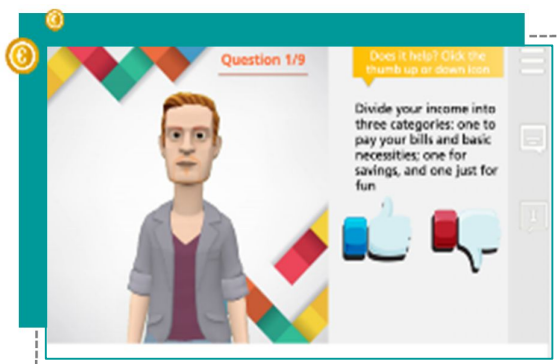 Question 1/9
Does it help? Click the
thumb up or down icon
Divide your income into
three categories: one to
pay your bills and basic
necessities; one for
savings, and one just for
fun